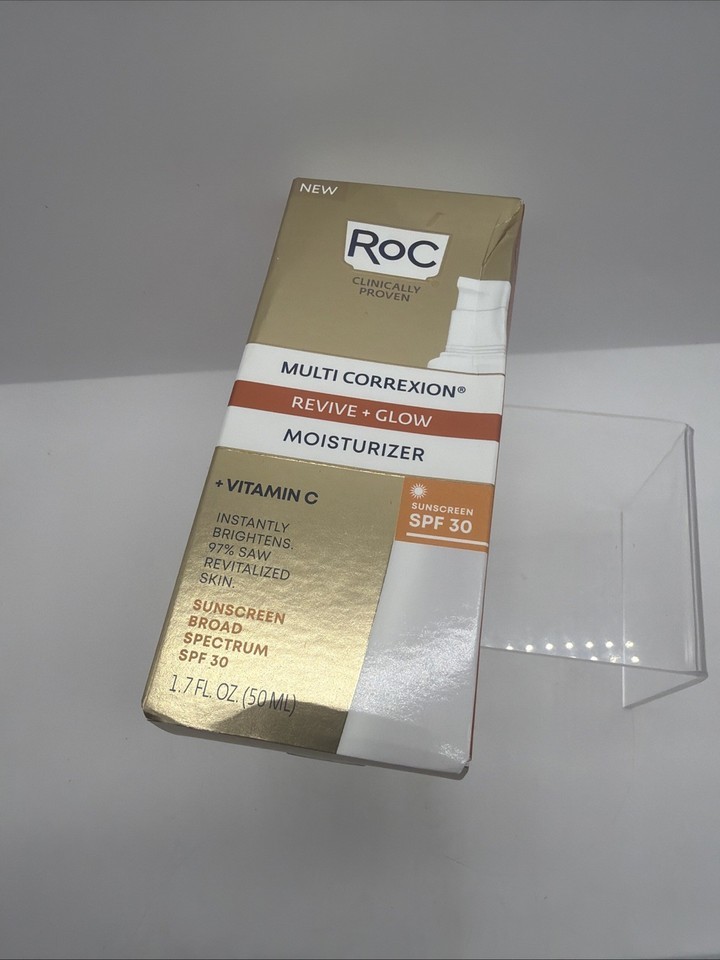 NEW
RoC
CLINICALLY
PROVEN
MULTI CORREXION®
REVIVE + GLOW
MOISTURIZER
+ VITAMIN C
INSTANTLY
BRIGHTENS.
97% SAW
REVITALIZED
SKIN.
SUNSCREEN
SPF 30
SUNSCREEN
BROAD
SPECTRUM
SPF 30
1.7 FL. OZ. (50 ML)